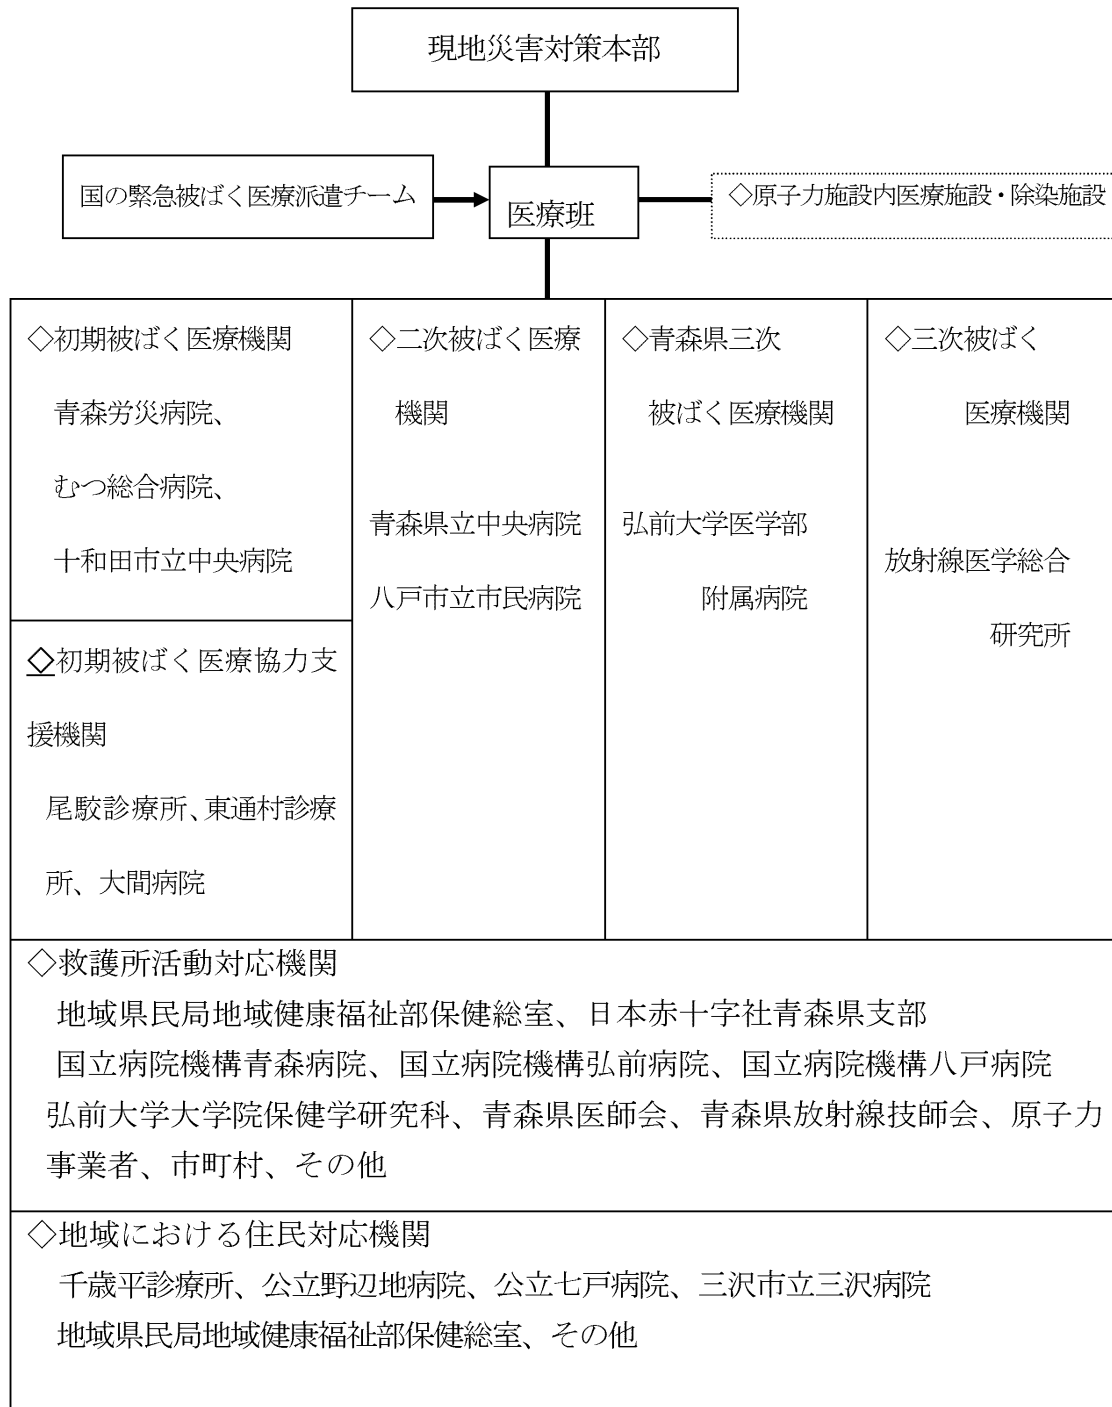 現地災害対策本部
国の緊急被ばく医療派遣チーム
医療班
◇原子力施設内医療施設・除染施設
◇初期被ばく医療機関
青森労災病院、
むつ総合病院、
十和田市立中央病院
◇初期被ばく医療協力支
援機関
尾駮診療所、東通村診療
所、大間病院
◇二次被ばく医療
機関
青森県立中央病院
八戸市立市民病院
◇青森県三次
被ばく医療機関
弘前大学医学部
附属病院
◇三次被ばく
医療機関
放射線医学総合
研究所
◇救護所活動対応機関
地域県民局地域健康福祉部保健総室、日本赤十字社青森県支部
国立病院機構青森病院、国立病院機構弘前病院、国立病院機構八戸病院
弘前大学大学院保健学研究科、青森県医師会、青森県放射線技師会、原子力
事業者、市町村、その他
◇地域における住民対応機関
千歳平診療所、公立野辺地病院、公立七戸病院、三沢市立三沢病院
地域県民局地域健康福祉部保健総室、その他